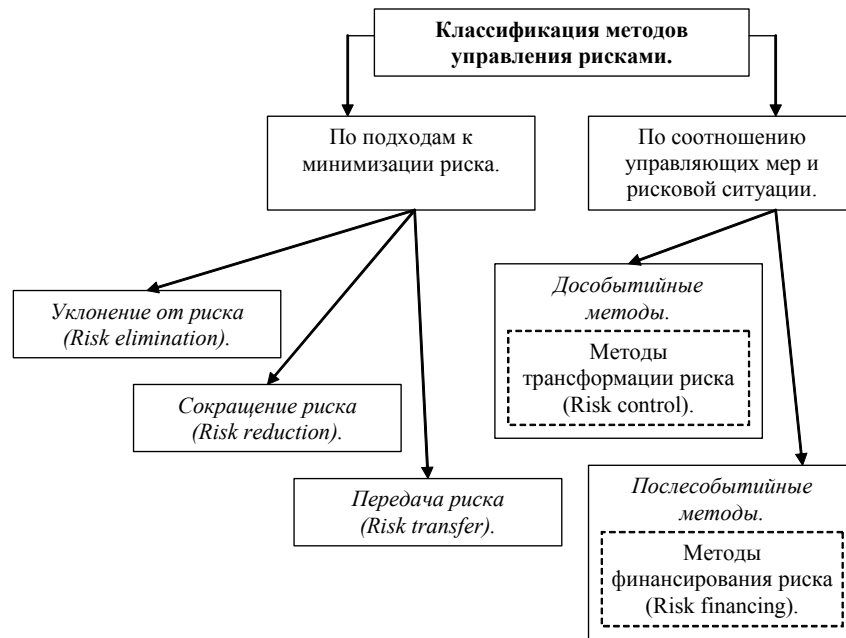 Классификация методов
управления рисками.
По подходам к
минимизации риска.
По соотношению
управляющих мер и
рисковой ситуации.
Уклонение от риска
(Risk elimination).
Сокращение риска
(Risk reduction).
Передача риска
(Risk transfer).
Дособытийные
методы.
Методы
трансформации риска
(Risk control).
Послесобытийные
методы.
Методы
финансирования риска
(Risk financing).